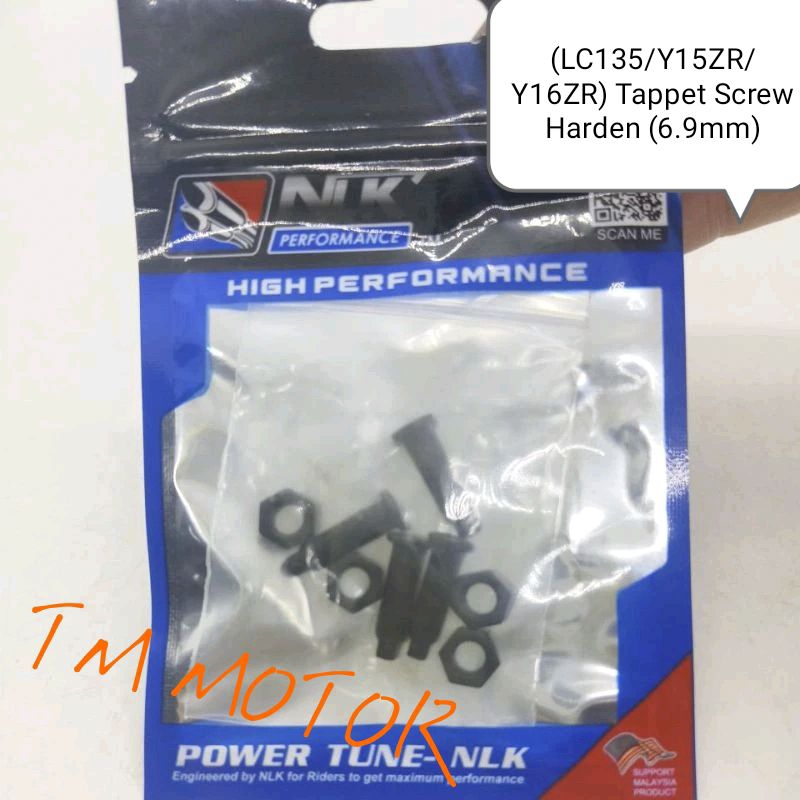 (LC135/Y15ZR/
Y16ZR) Tappet Screw
Harden (6.9mm)
NLK
PERFORMANCE
SCAN ME
HIGH PERFORMANCE
TM MOTOR
POWER TUNE- NLK
Engineered by NLK for Riders to get maximum performance
SUPPORT
MALAYSIA
PRODUCT